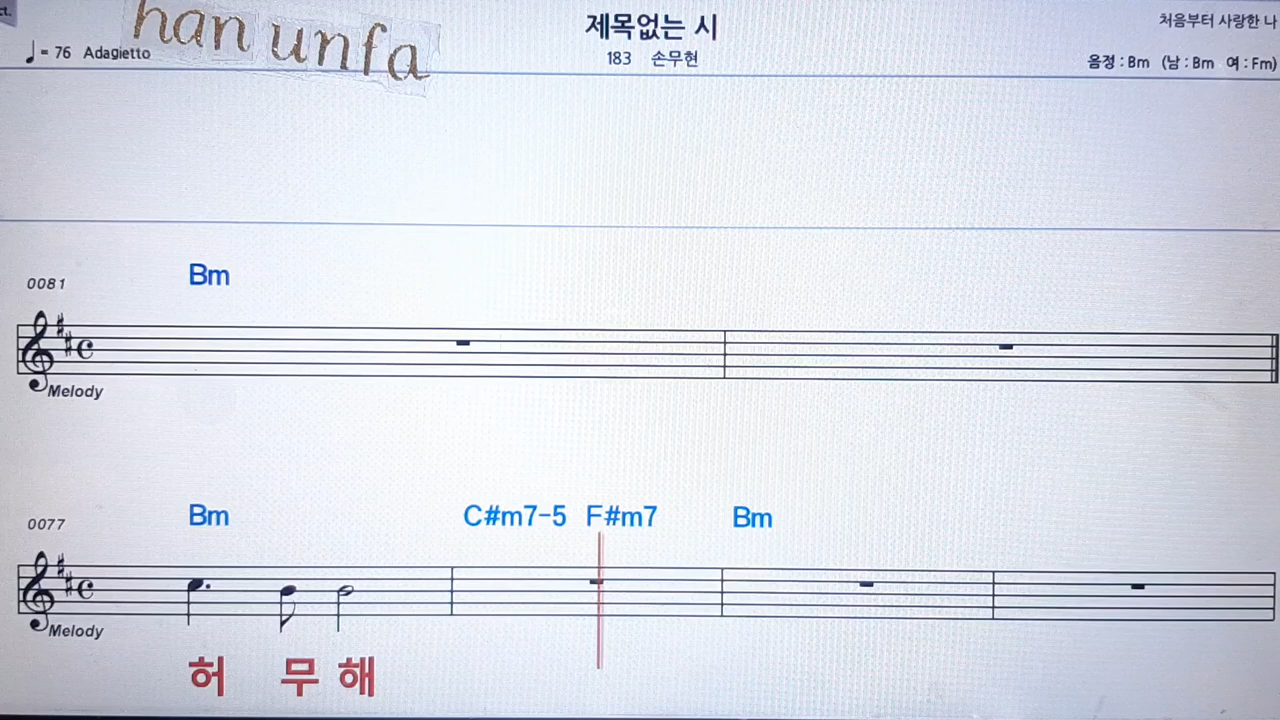 ct.
han unfa
제목없는 시
처음부터 사랑한 나
♩ = 76 Adagietto
183 손무현
음정 : Bm (남 : Bm 여 : Fm)
0081
Bm
Melody
0077
Bm C#m7-5 F#m7 Bm
Melody
허 무 해